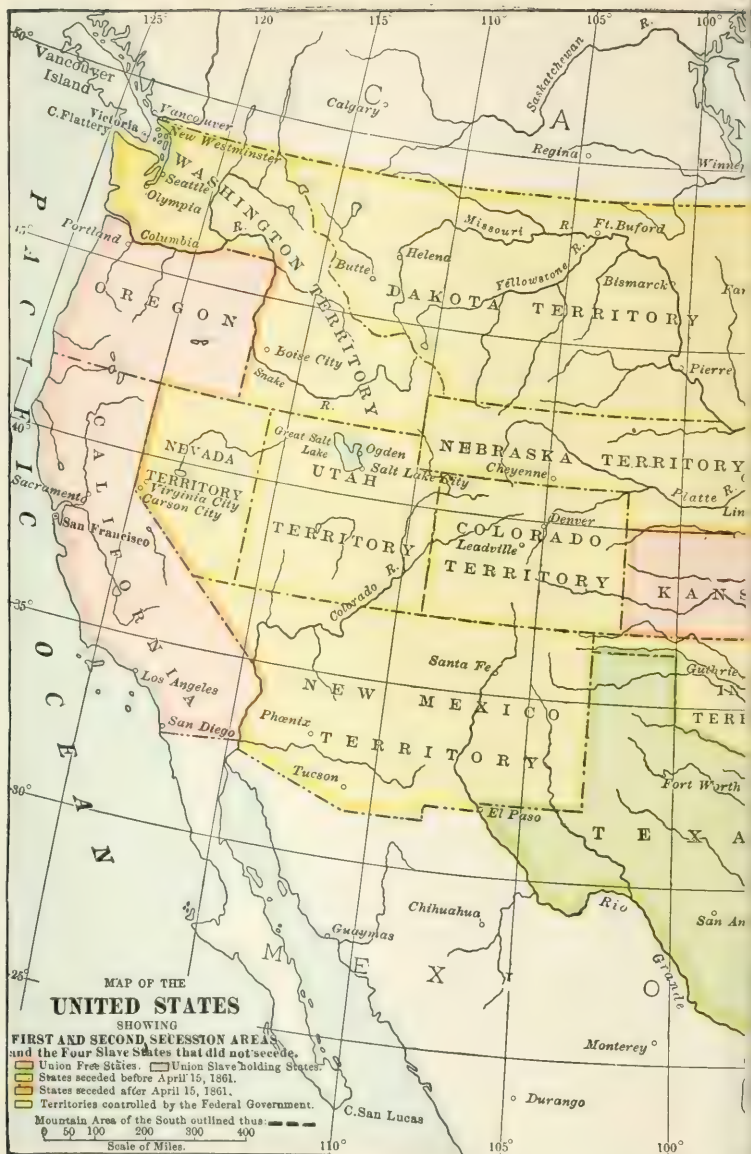 125°
120°
115°
110°
105°
100°
50°
Vancouver
Island
Saskatchewan
R.
Calgary
C
A
C. Flattery
Victoria
Vancouver
New Westminster
Regina
WASHINGTON TERRITORY
Seattle
Olympia
Missouri R.
Ft. Buford
45°
Portland
Columbia R.
Helena
Yellowstone R.
Butte
Bismarck
OREGON
DAKOTA TERRITORY
Boise City
Pierre
Snake
R.
40°
NEVADA
TERRITORY
Great Salt
Lake
Ogden
Salt Lake City
NEBRASKA TERRITORY
Cheyenne
UTAH
TERRITORY
Platte R.
Lin
CALIFORNIA
Virginia City
Carson City
Sacramento
San Francisco
Denver
COLORADO
Leadville
TERRITORY
KANS
Colorado R.
35°
Guthrie
Santa Fe
Los Angeles
NEW MEXICO
TERRITORY
San Diego
Phœnix
Tucson
Fort Worth
30°
El Paso
TEXA
PACIFIC OCEAN
Chihuahua
Rio
Grande
San An
Guaymas
MEXICO
25°
Monterey
Durango
C. San Lucas
MAP OF THE
UNITED STATES
SHOWING
FIRST AND SECOND SECESSION AREAS
and the Four Slave States that did not secede.
Union Free States. Union Slave holding States.
States seceded before April 15, 1861.
States seceded after April 15, 1861.
Territories controlled by the Federal Government.
Mountain Area of the South outlined thus:
0 50 100 200 300 400
Scale of Miles.
110°
105°
100°